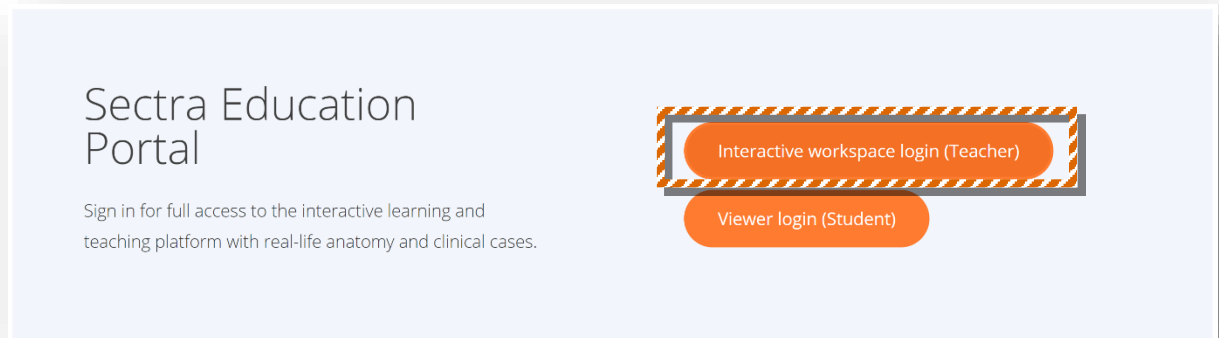 Sectra Education
Portal
Sign in for full access to the interactive learning and
teaching platform with real-life anatomy and clinical cases.
Interactive workspace login (Teacher)
Viewer login (Student)